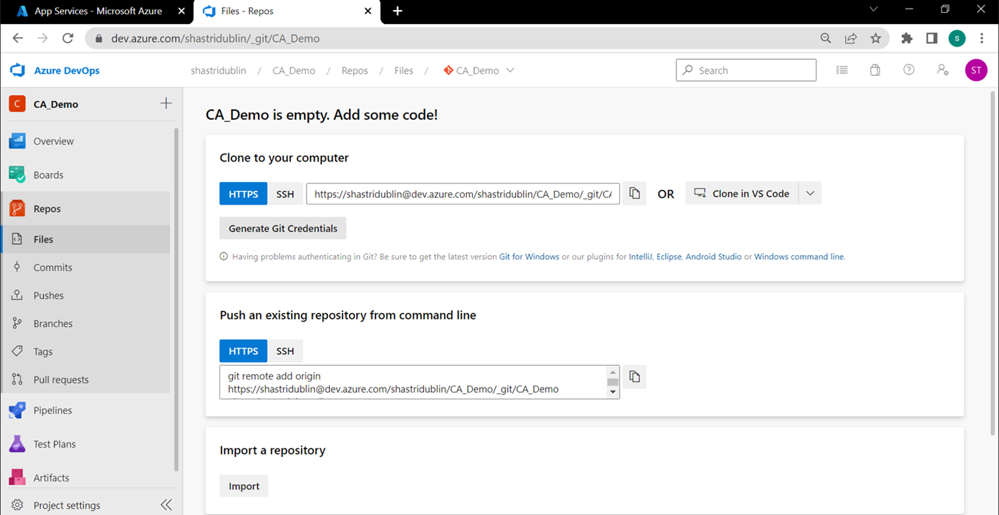 App Services - Microsoft Azure
Files - Repos
dev.azure.com/shastridublin/_git/CA_Demo
S
Azure DevOps
shastridublin / CA_Demo / Repos / Files / CA_Demo
Search
ST
C CA_Demo
Overview
Boards
Repos
Files
Commits
Pushes
Branches
Tags
Pull requests
Pipelines
Test Plans
Artifacts
Project settings
CA_Demo is empty. Add some code!
Clone to your computer
HTTPS SSH https://shastridublin@dev.azure.com/shastridublin/CA_Demo/_git/CA OR Clone in VS Code
Generate Git Credentials
Having problems authenticating in Git? Be sure to get the latest version Git for Windows or our plugins for IntelliJ, Eclipse, Android Studio or Windows command line.
Push an existing repository from command line
HTTPS SSH
git remote add origin
https://shastridublin@dev.azure.com/shastridublin/CA_Demo/_git/CA_Demo
Import a repository
Import